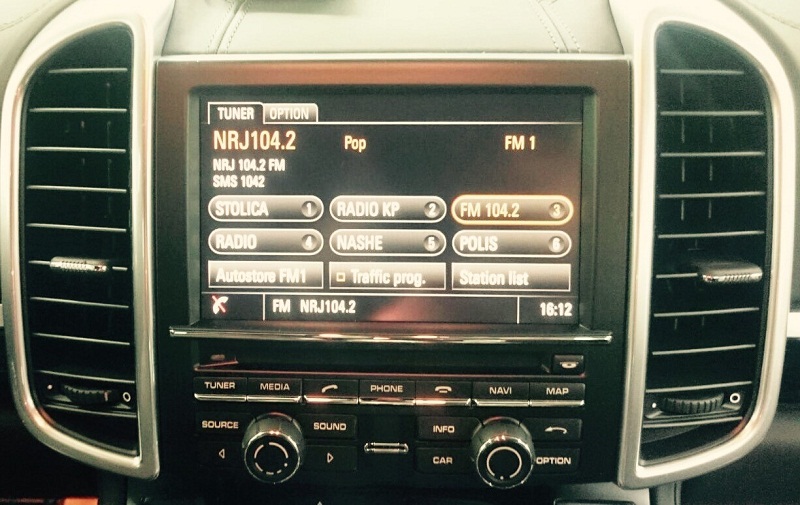 TUNER OPTION
NRJ104.2 Pop FM 1
NRJ 104.2 FM
SMS 1042
STOLICA 1 RADIO KP 2 FM 104.2 3
RADIO 4 NASHE 5 POLIS 6
Autostore FM1 Traffic prog. Station list
FM NRJ104.2 16:12
TUNER MEDIA PHONE NAVI MAP
SOURCE SOUND INFO
CAR OPTION